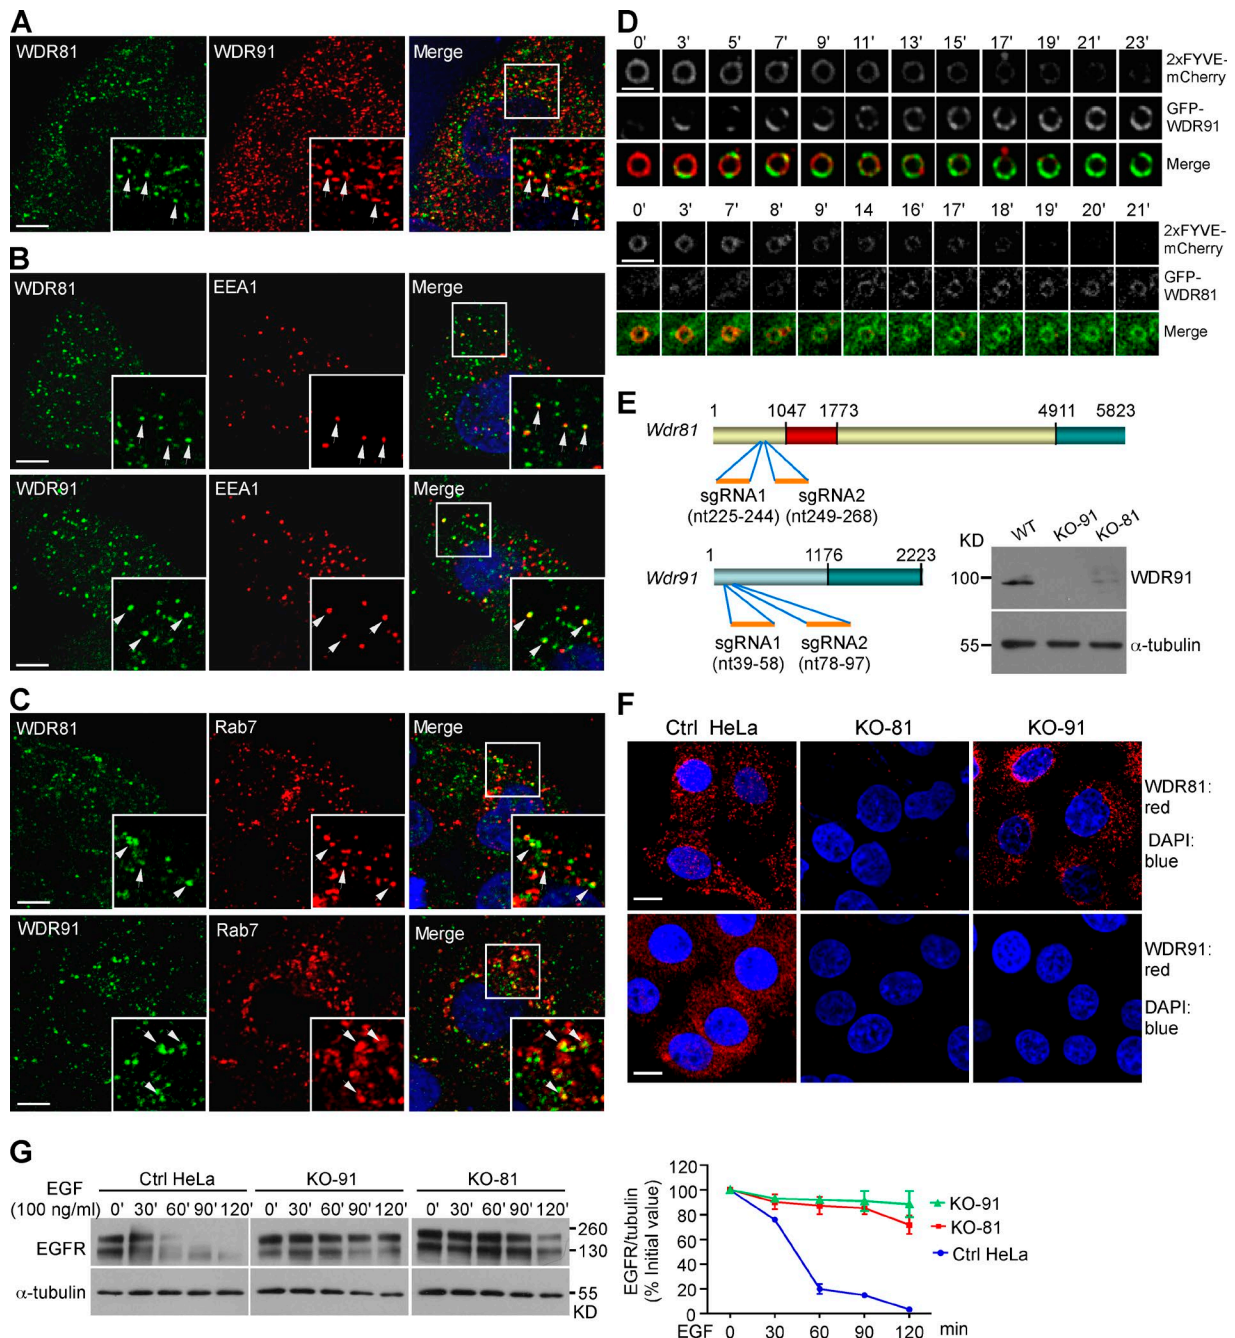 A
WDR81 WDR91 Merge
B
WDR81 EEA1 Merge
WDR91 EEA1 Merge
C
WDR81 Rab7 Merge
WDR91 Rab7 Merge
D
0' 3' 5' 7' 9' 11' 13' 15' 17' 19' 21' 23'
2xFYVE-
mCherry
GFP-
WDR91
Merge
0' 3' 7' 8' 9' 14 16' 17' 18' 19' 20' 21'
2xFYVE-
mCherry
GFP-
WDR81
Merge
E
1 1047 1773 4911 5823
Wdr81
sgRNA1 sgRNA2
(nt225-244) (nt249-268)
1 1176 2223
Wdr91
sgRNA1 sgRNA2
(nt39-58) (nt78-97)
KD WT KO-91 KO-81
100 WDR91
55 α-tubulin
F
Ctrl HeLa KO-81 KO-91
WDR81:
red
DAPI:
blue
WDR91:
red
DAPI:
blue
G
EGF Ctrl HeLa KO-91 KO-81
(100 ng/ml) 0' 30' 60' 90' 120' 0' 30' 60' 90' 120' 0' 30' 60' 90' 120'
EGFR 260
130
α-tubulin 55
KD
EGFR/tubulin
(% Initial value)
120
100
80
60
40
20
0
KO-91
KO-81
Ctrl HeLa
EGF 0 30 60 90 120 min